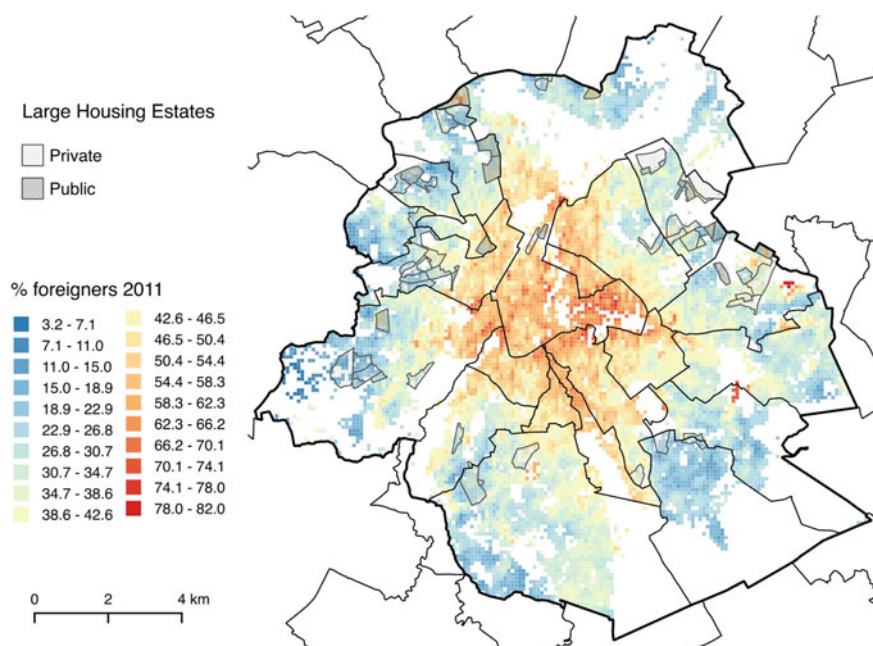 Large Housing Estates
Private
Public
% foreigners 2011
3.2 - 7.1
7.1 - 11.0
11.0 - 15.0
15.0 - 18.9
18.9 - 22.9
22.9 - 26.8
26.8 - 30.7
30.7 - 34.7
34.7 - 38.6
38.6 - 42.6
42.6 - 46.5
46.5 - 50.4
50.4 - 54.4
54.4 - 58.3
58.3 - 62.3
62.3 - 66.2
66.2 - 70.1
70.1 - 74.1
74.1 - 78.0
78.0 - 82.0
0 2 4 km